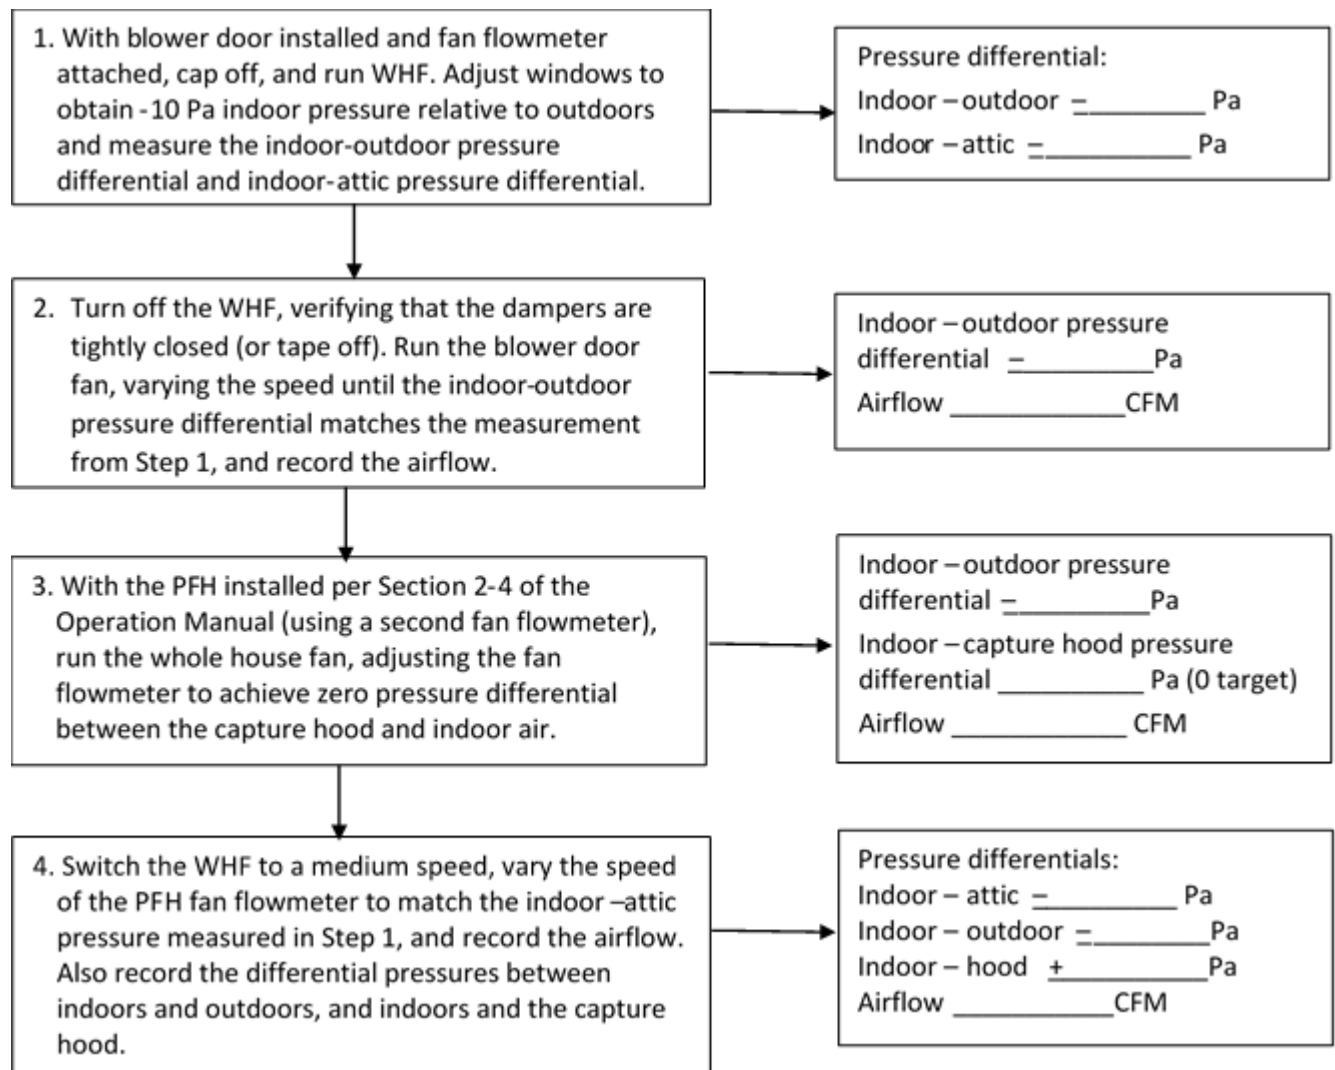 1. With blower door installed and fan flowmeter
attached, cap off, and run WHF. Adjust windows to
obtain -10 Pa indoor pressure relative to outdoors
and measure the indoor-outdoor pressure
differential and indoor-attic pressure differential.
Pressure differential:
Indoor – outdoor –_________ Pa
Indoor – attic –___________ Pa
2. Turn off the WHF, verifying that the dampers are
tightly closed (or tape off). Run the blower door
fan, varying the speed until the indoor-outdoor
pressure differential matches the measurement
from Step 1, and record the airflow.
Indoor – outdoor pressure
differential –__________Pa
Airflow _____________CFM
3. With the PFH installed per Section 2-4 of the
Operation Manual (using a second fan flowmeter),
run the whole house fan, adjusting the fan
flowmeter to achieve zero pressure differential
between the capture hood and indoor air.
Indoor – outdoor pressure
differential –__________Pa
Indoor – capture hood pressure
differential ___________ Pa (0 target)
Airflow _____________ CFM
4. Switch the WHF to a medium speed, vary the speed
of the PFH fan flowmeter to match the indoor –attic
pressure measured in Step 1, and record the airflow.
Also record the differential pressures between
indoors and outdoors, and indoors and the capture
hood.
Pressure differentials:
Indoor – attic –__________ Pa
Indoor – outdoor –_________Pa
Indoor – hood +___________Pa
Airflow ____________CFM